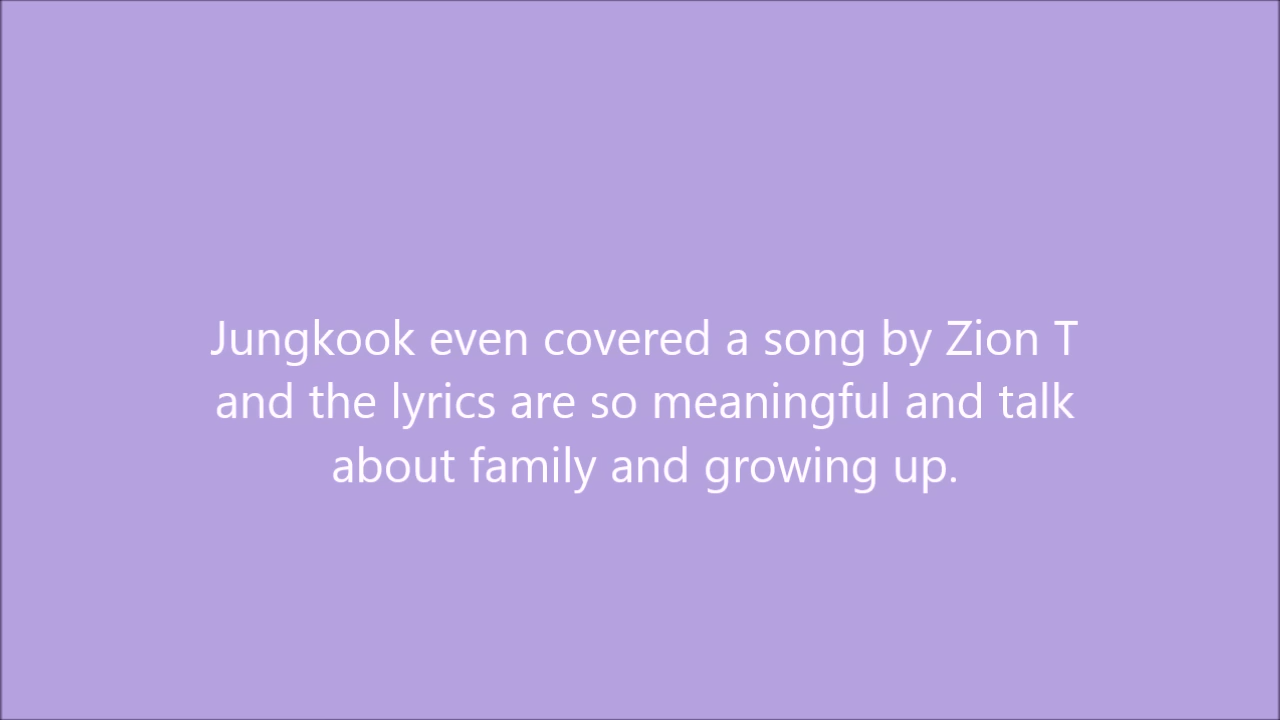 Jungkook even covered a song by Zion T
and the lyrics are so meaningful and talk
about family and growing up.